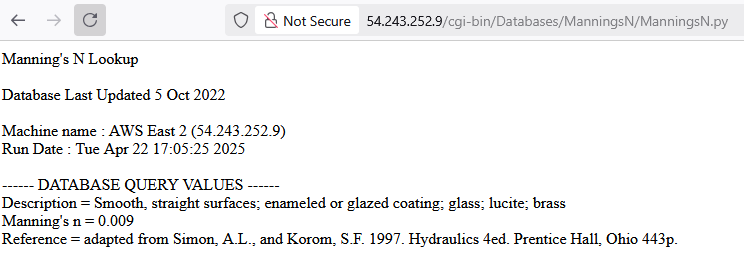 Not Secure 54.243.252.9/cgi-bin/Databases/ManningsN/ManningsN.py
Manning's N Lookup
Database Last Updated 5 Oct 2022
Machine name : AWS East 2 (54.243.252.9)
Run Date : Tue Apr 22 17:05:25 2025
------ DATABASE QUERY VALUES ------
Description = Smooth, straight surfaces; enameled or glazed coating; glass; lucite; brass
Manning's n = 0.009
Reference = adapted from Simon, A.L., and Korom, S.F. 1997. Hydraulics 4ed. Prentice Hall, Ohio 443p.